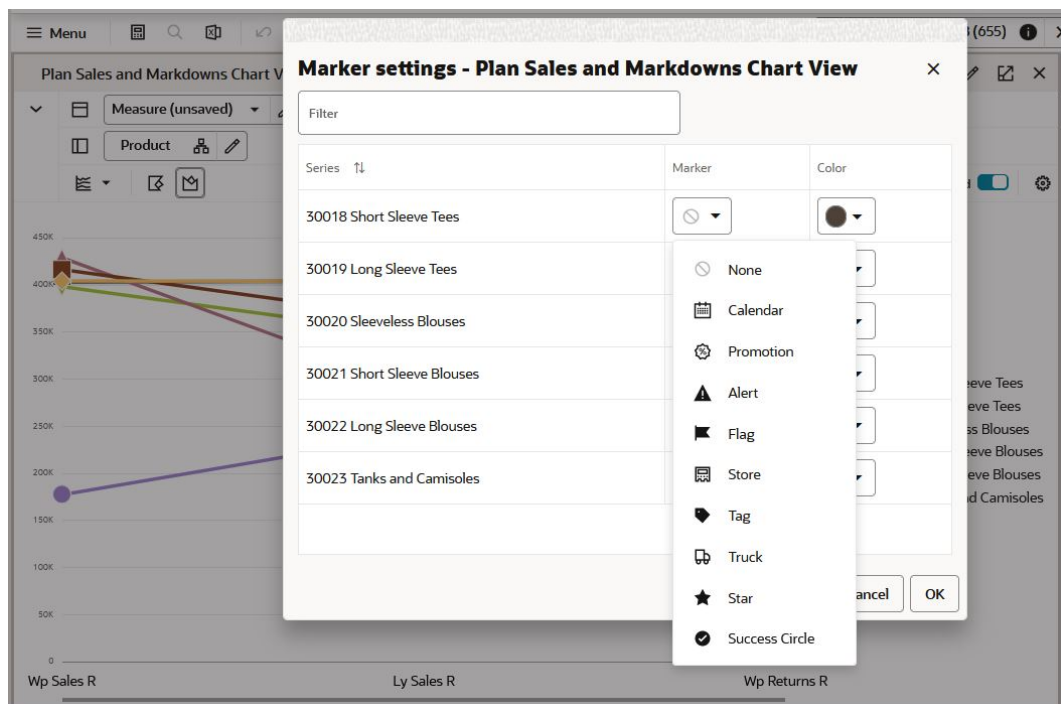 Menu
(655)
Plan Sales and Markdowns Chart V
Measure (unsaved)
Product
Marker settings - Plan Sales and Markdowns Chart View
Filter
Series Marker Color
30018 Short Sleeve Tees
30019 Long Sleeve Tees
30020 Sleeveless Blouses
30021 Short Sleeve Blouses
30022 Long Sleeve Blouses
30023 Tanks and Camisoles
None
Calendar
Promotion
Alert
Flag
Store
Tag
Truck
Star
Success Circle
ancel OK
450K
400K
350K
300K
250K
200K
150K
100K
50K
0
Wp Sales R Ly Sales R Wp Returns R
eeve Tees
eve Tees
ss Blouses
eeve Blouses
eve Blouses
d Camisoles